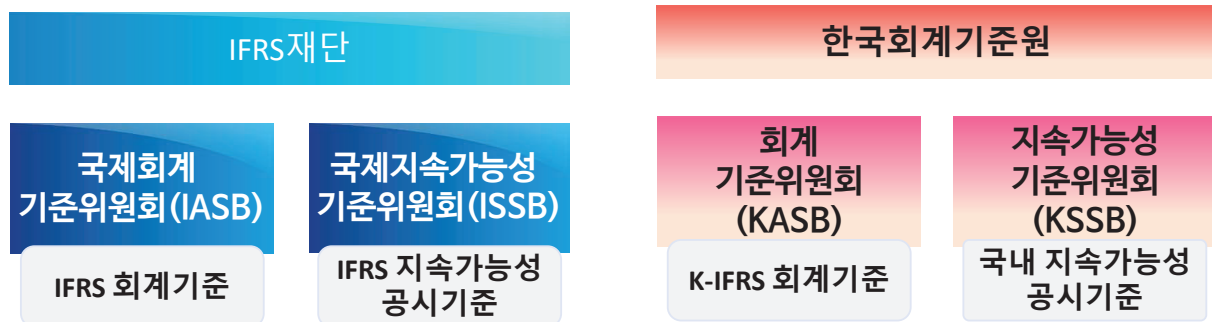 IFRS재단
국제회계
기준위원회(IASB)
IFRS 회계기준
국제지속가능성
기준위원회(ISSB)
IFRS 지속가능성
공시기준
한국회계기준원
회계
기준위원회
(KASB)
K-IFRS 회계기준
지속가능성
기준위원회
(KSSB)
국내 지속가능성
공시기준